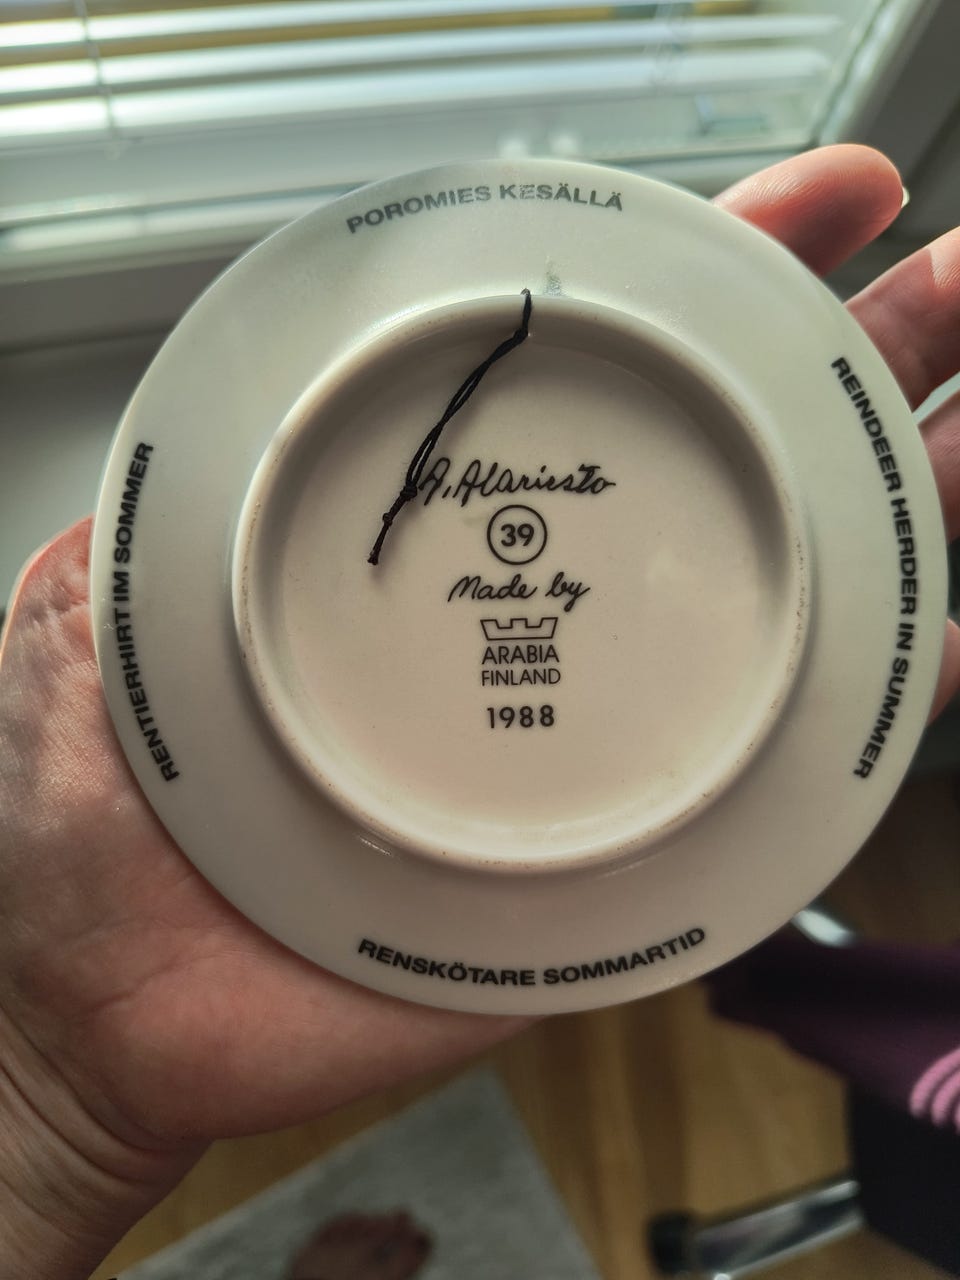 POROMIES KESÄLLÄ
REINDEER HERDER IN SUMMER
RENSKÖTARE SOMMARTID
RENTIERHIRT IM SOMMER
A. Alariesto
39
Made by
ARABIA
FINLAND
1988